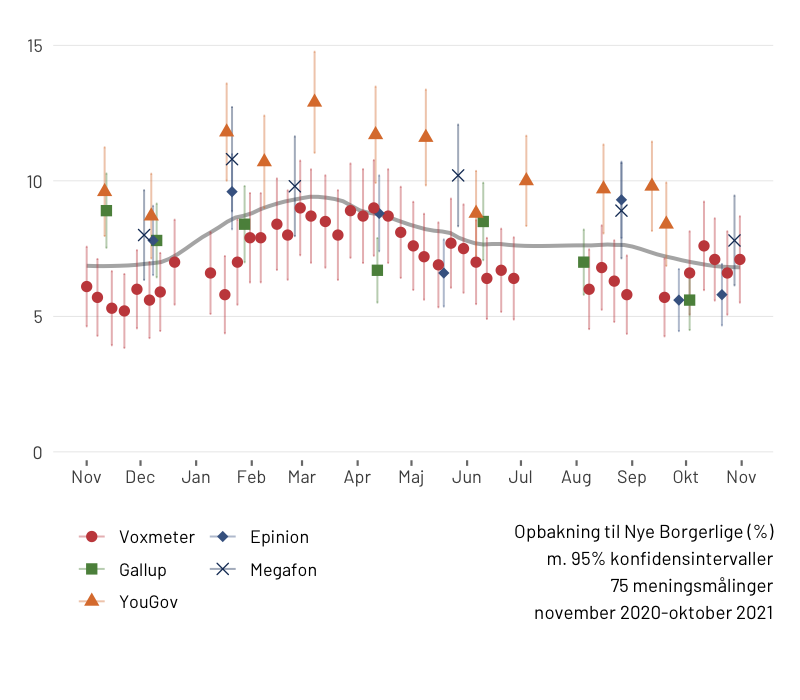 15
10
5
0
Nov Dec Jan Feb Mar Apr Maj Jun Jul Aug Sep Okt Nov
Voxmeter Epinion
Gallup Megafon
YouGov
Opbakning til Nye Borgerlige (%)
m. 95% konfidensintervaller
75 meningsmålinger
november 2020-oktober 2021